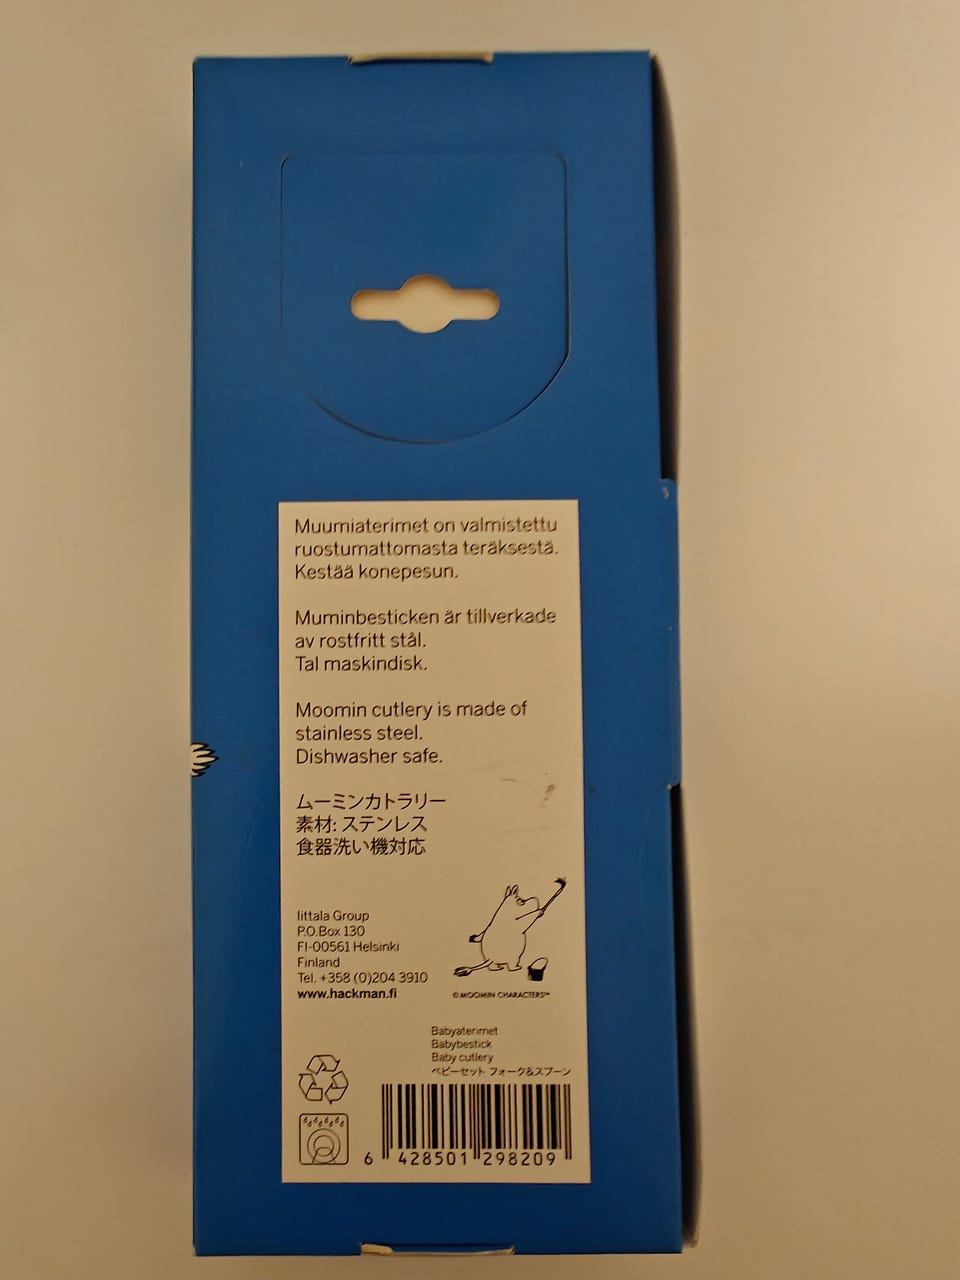 Muumiaterimet on valmistettu
ruostumattomasta teräksestä.
Kestää konepesun.
Muminbesticken är tillverkade
av rostfritt stål.
Tal maskindisk.
Moomin cutlery is made of
stainless steel.
Dishwasher safe.
ムーミンカトラリー
素材: ステンレス
食器洗い機対応
Iittala Group
P.O.Box 130
FI-00561 Helsinki
Finland
Tel. +358 (0)204 3910
www.hackman.fi
© MOOMIN CHARACTERS™
Babyaterimet
Babybestick
Baby cutlery
ベビーセット フォーク&スプーン
6 428501 298209